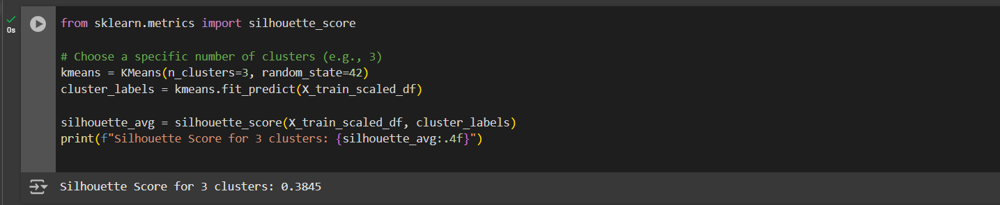 from sklearn.metrics import silhouette_score
# Choose a specific number of clusters (e.g., 3)
kmeans = KMeans(n_clusters=3, random_state=42)
cluster_labels = kmeans.fit_predict(X_train_scaled_df)
silhouette_avg = silhouette_score(X_train_scaled_df, cluster_labels)
print(f"Silhouette Score for 3 clusters: {silhouette_avg:.4f}")
0s
Silhouette Score for 3 clusters: 0.3845